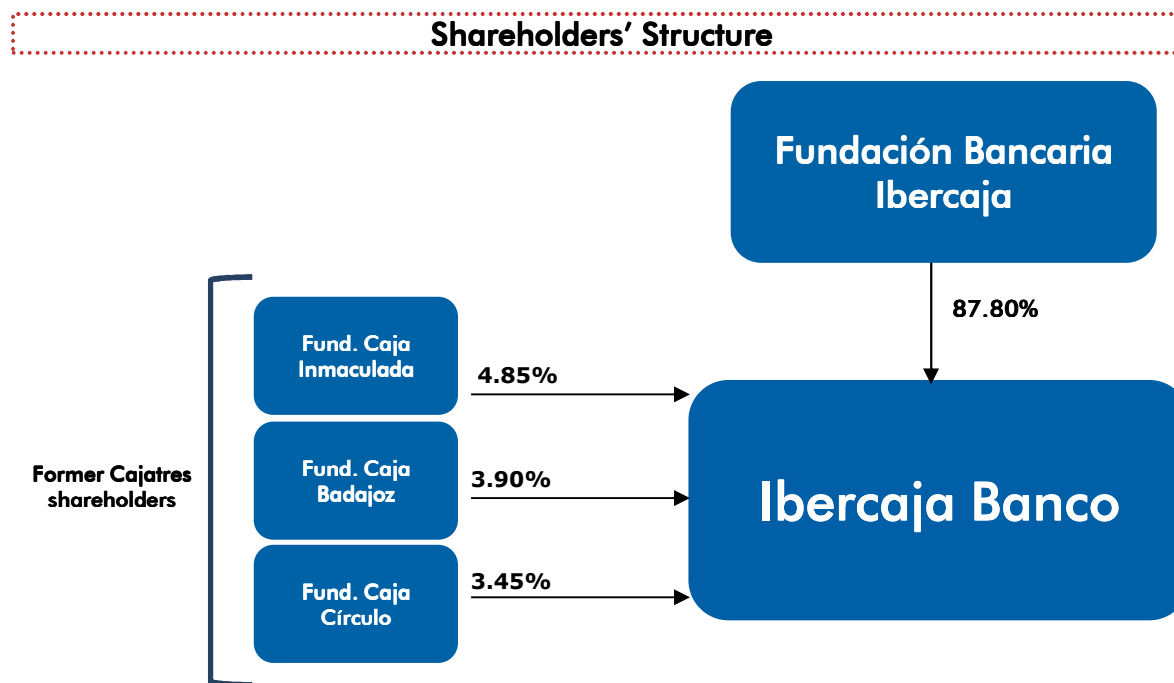 Shareholders’ Structure
Fundación Bancaria
Ibercaja
87.80%
Fund. Caja
Inmaculada
4.85%
Former Cajatres
shareholders
Fund. Caja
Badajoz
3.90%
Ibercaja Banco
Fund. Caja
Círculo
3.45%